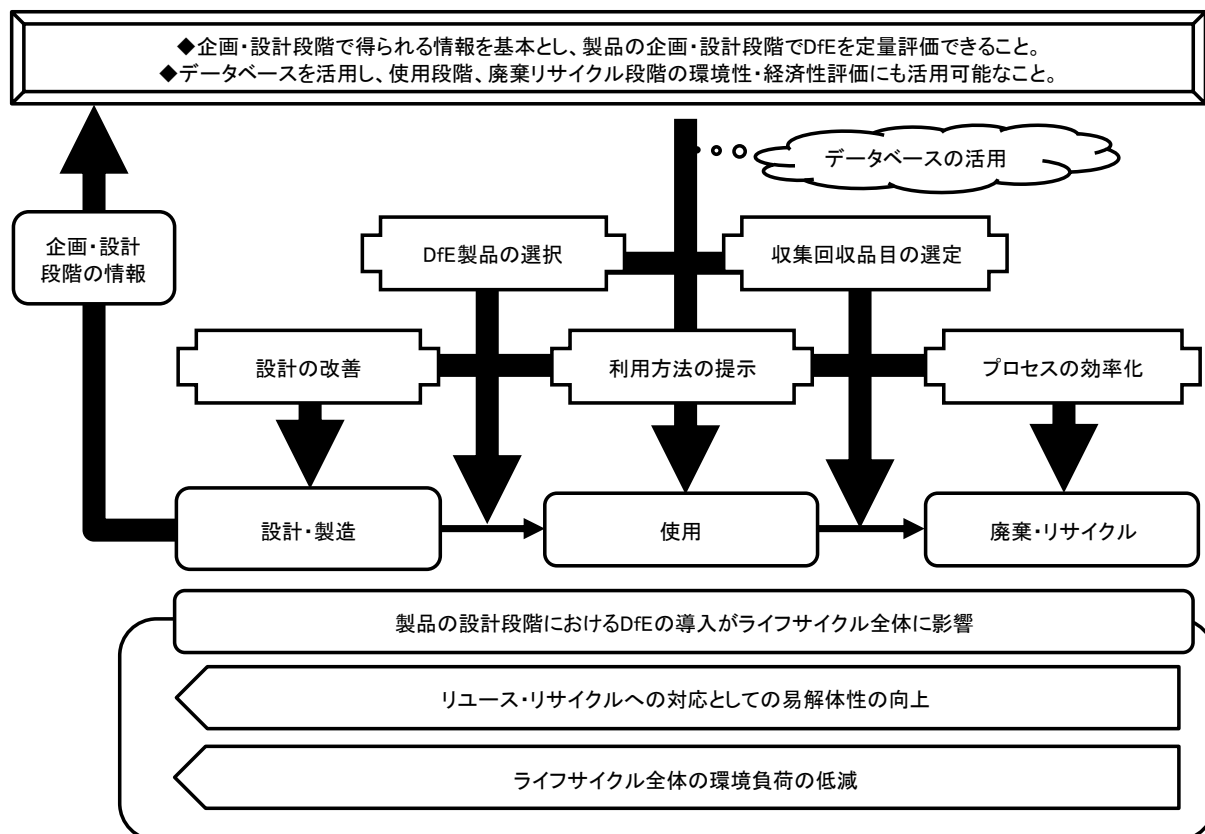 ◆企画・設計段階で得られる情報を基本とし、製品の企画・設計段階でDfEを定量評価できること。
◆データベースを活用し、使用段階、廃棄リサイクル段階の環境性・経済性評価にも活用可能なこと。
データベースの活用
企画・設計
段階の情報
DfE製品の選択
収集回収品目の選定
設計の改善
利用方法の提示
プロセスの効率化
設計・製造
使用
廃棄・リサイクル
製品の設計段階におけるDfEの導入がライフサイクル全体に影響
リユース・リサイクルへの対応としての易解体性の向上
ライフサイクル全体の環境負荷の低減